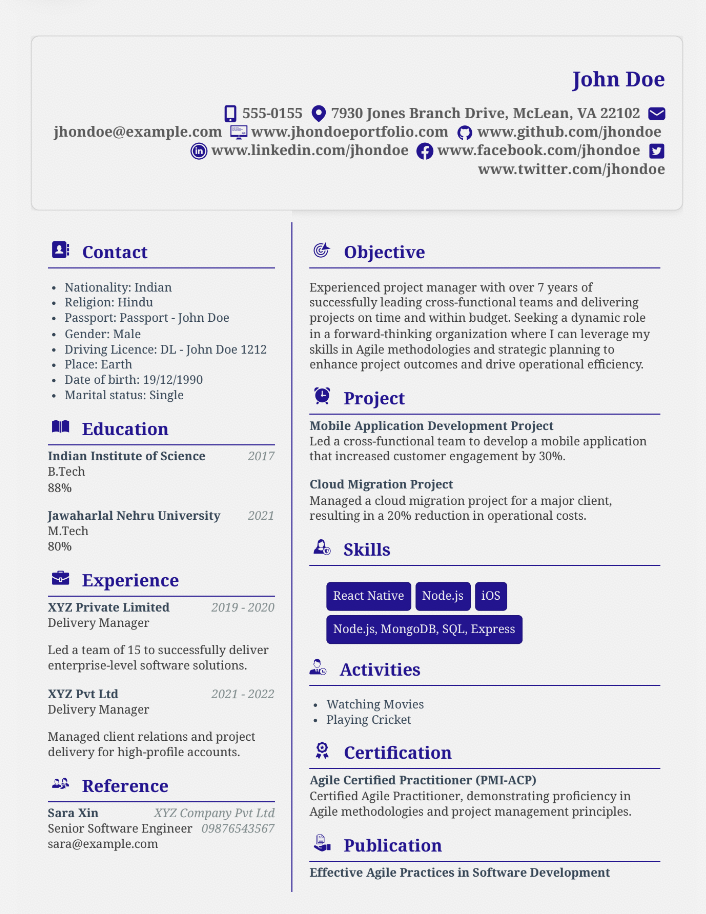 John Doe
555-0155 7930 Jones Branch Drive, McLean, VA 22102
jhondoe@example.com www.jhondoeportfolio.com www.github.com/jhondoe
www.linkedin.com/jhondoe www.facebook.com/jhondoe
www.twitter.com/jhondoe
Contact
• Nationality: Indian
• Religion: Hindu
• Passport: Passport - John Doe
• Gender: Male
• Driving Licence: DL - John Doe 1212
• Place: Earth
• Date of birth: 19/12/1990
• Marital status: Single
Education
Indian Institute of Science 2017
B.Tech
88%
Jawaharlal Nehru University 2021
M.Tech
80%
Experience
XYZ Private Limited 2019 - 2020
Delivery Manager
Led a team of 15 to successfully deliver
enterprise-level software solutions.
XYZ Pvt Ltd 2021 - 2022
Delivery Manager
Managed client relations and project
delivery for high-profile accounts.
Reference
Sara Xin XYZ Company Pvt Ltd
Senior Software Engineer 09876543567
sara@example.com
Objective
Experienced project manager with over 7 years of
successfully leading cross-functional teams and delivering
projects on time and within budget. Seeking a dynamic role
in a forward-thinking organization where I can leverage my
skills in Agile methodologies and strategic planning to
enhance project outcomes and drive operational efficiency.
Project
Mobile Application Development Project
Led a cross-functional team to develop a mobile application
that increased customer engagement by 30%.
Cloud Migration Project
Managed a cloud migration project for a major client,
resulting in a 20% reduction in operational costs.
Skills
React Native Node.js iOS
Node.js, MongoDB, SQL, Express
Activities
• Watching Movies
• Playing Cricket
Certification
Agile Certified Practitioner (PMI-ACP)
Certified Agile Practitioner, demonstrating proficiency in
Agile methodologies and project management principles.
Publication
Effective Agile Practices in Software Development